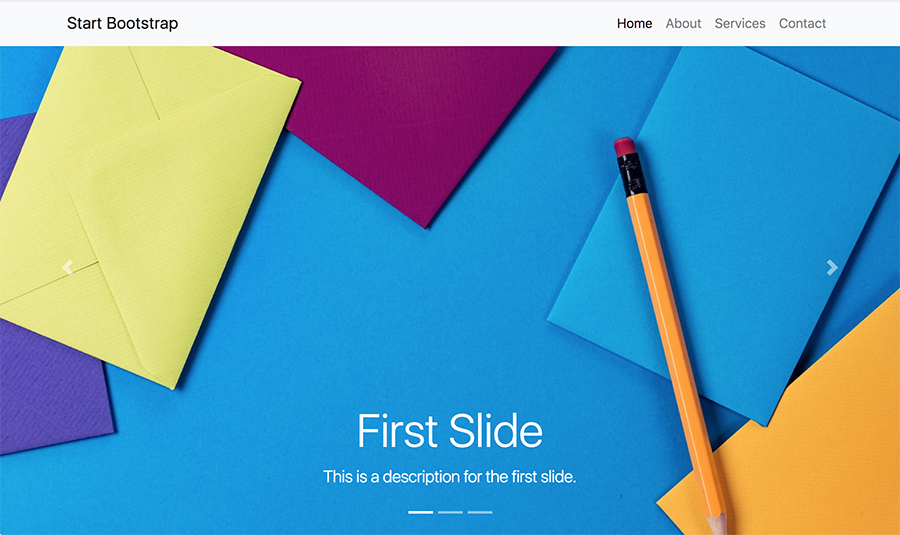 Start Bootstrap
Home About Services Contact
First Slide
This is a description for the first slide.